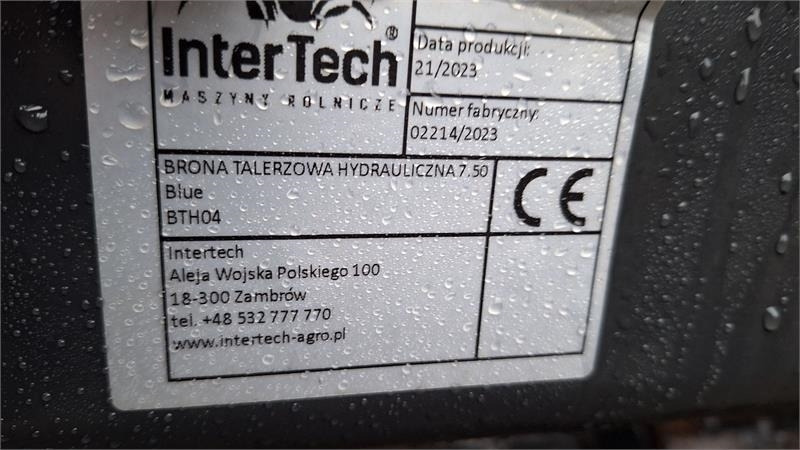 InterTech®
MASZYNY ROLNICZE
Data produkcji:
21/2023
Numer fabryczny:
02214/2023
BRONA TALERZOWA HYDRAULICZNA 7.50
Blue
BTH04
CE
Intertech
Aleja Wojska Polskiego 100
18-300 Zambrów
tel. +48 532 777 770
www.intertech-agro.pl